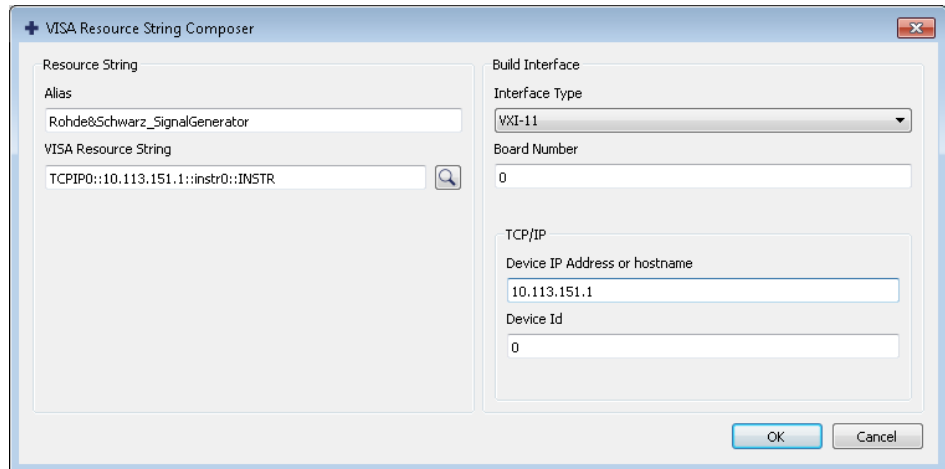 VISA Resource String Composer
Resource String
Alias
Rohde&Schwarz_SignalGenerator
VISA Resource String
TCPIP0::10.113.151.1::instr0::INSTR
Build Interface
Interface Type
VXI-11
Board Number
0
TCP/IP
Device IP Address or hostname
10.113.151.1
Device Id
0
OK
Cancel